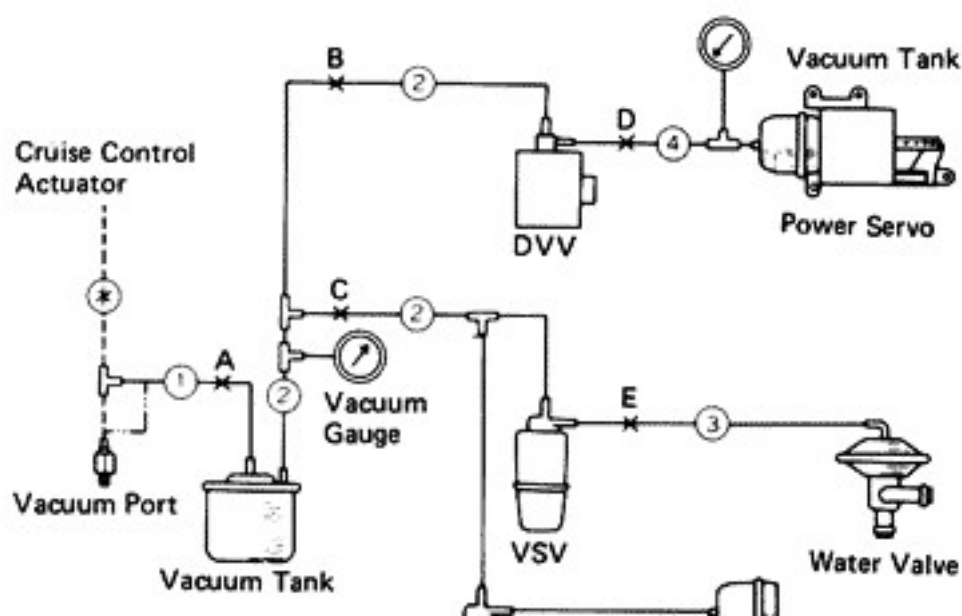 B
2
Vacuum Tank
D
4
Cruise Control
Actuator
Power Servo
DVV
C
2
*
A
1
2
Vacuum
Gauge
E
3
Vacuum Port
VSV
Water Valve
Vacuum Tank